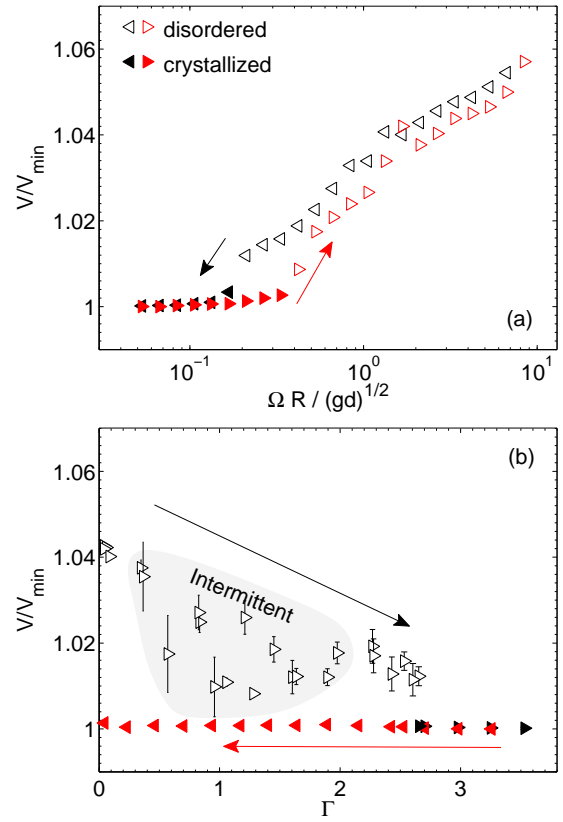 1.06
disordered
crystallized
1.04
V/V_min
1.02
1
(a)
10^−1
10^0
10^1
Ω R / (gd)^1/2
(b)
1.06
1.04
Intermittent
V/V_min
1.02
1
0
1
2
3
Γ